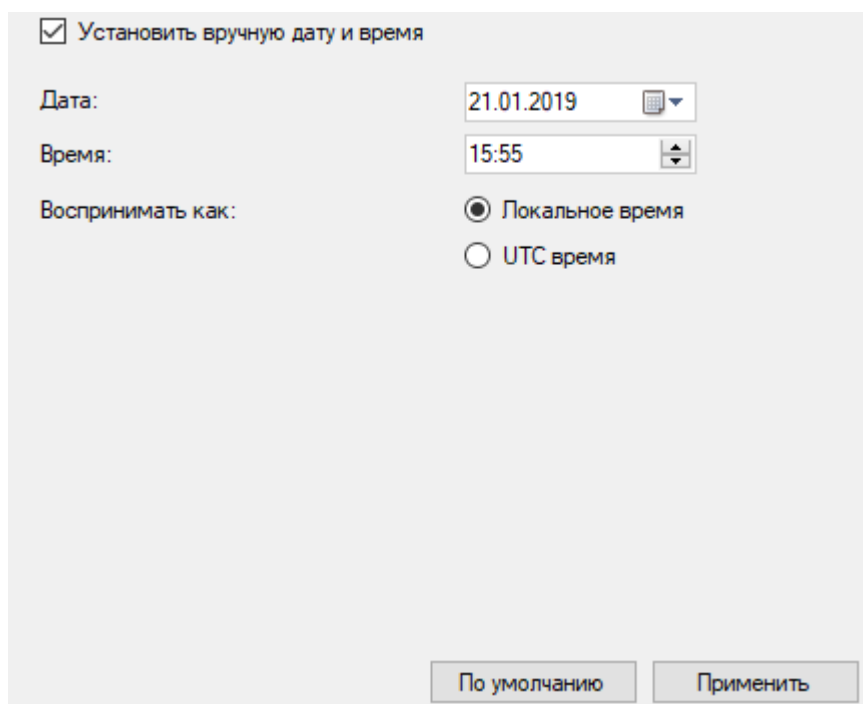 Установить вручную дату и время
Дата: 21.01.2019
Время: 15:55
Воспринимать как: Локальное время
UTC время
По умолчанию Применить